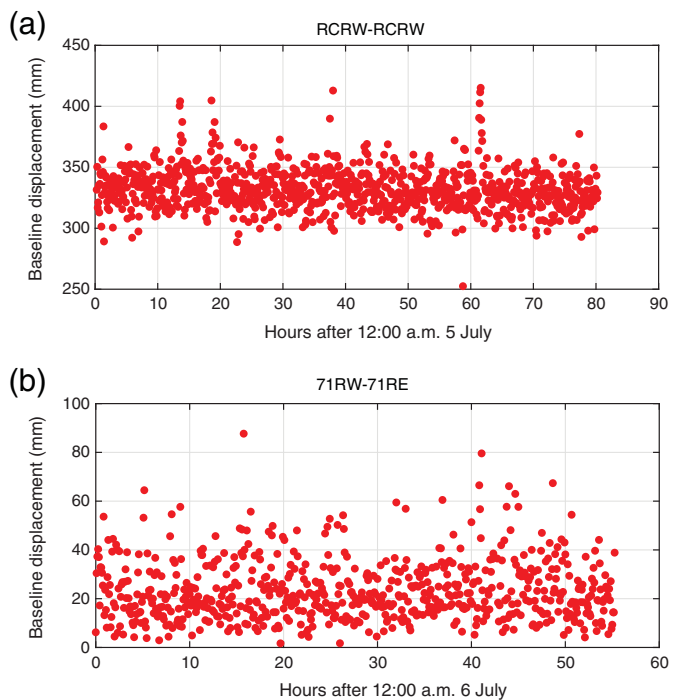 (a)
RCRW-RCRW
Baseline displacement (mm)
450
400
350
300
250
0 10 20 30 40 50 60 70 80 90
Hours after 12:00 a.m. 5 July
(b)
71RW-71RE
Baseline displacement (mm)
100
80
60
40
20
0
0 10 20 30 40 50 60
Hours after 12:00 a.m. 6 July